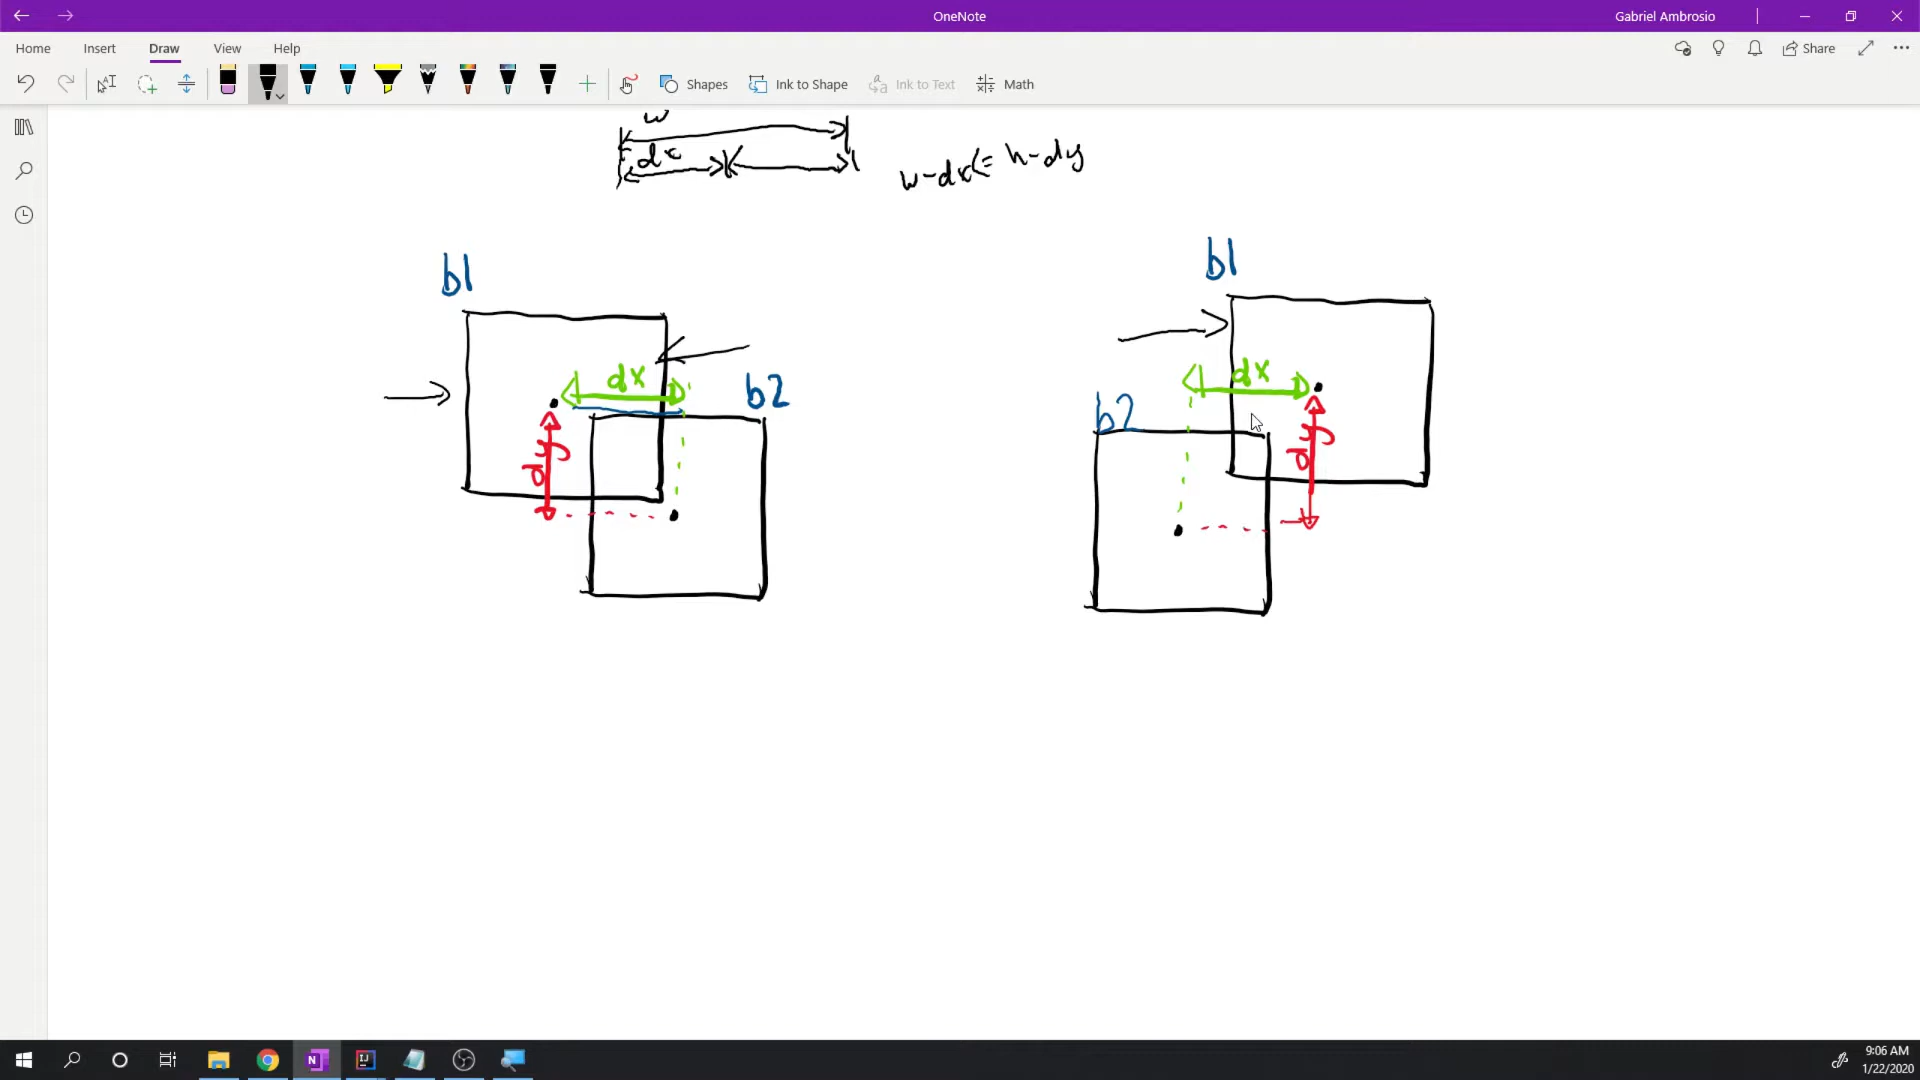 OneNote
Gabriel Ambrosio
Home Insert Draw View Help
Share
Shapes
Ink to Shape
Ink to Text
Math
w
dx
w-dx <= h-dy
b1
b1
dx
b2
dx
b2
dy
dy
9:06 AM
1/22/2020